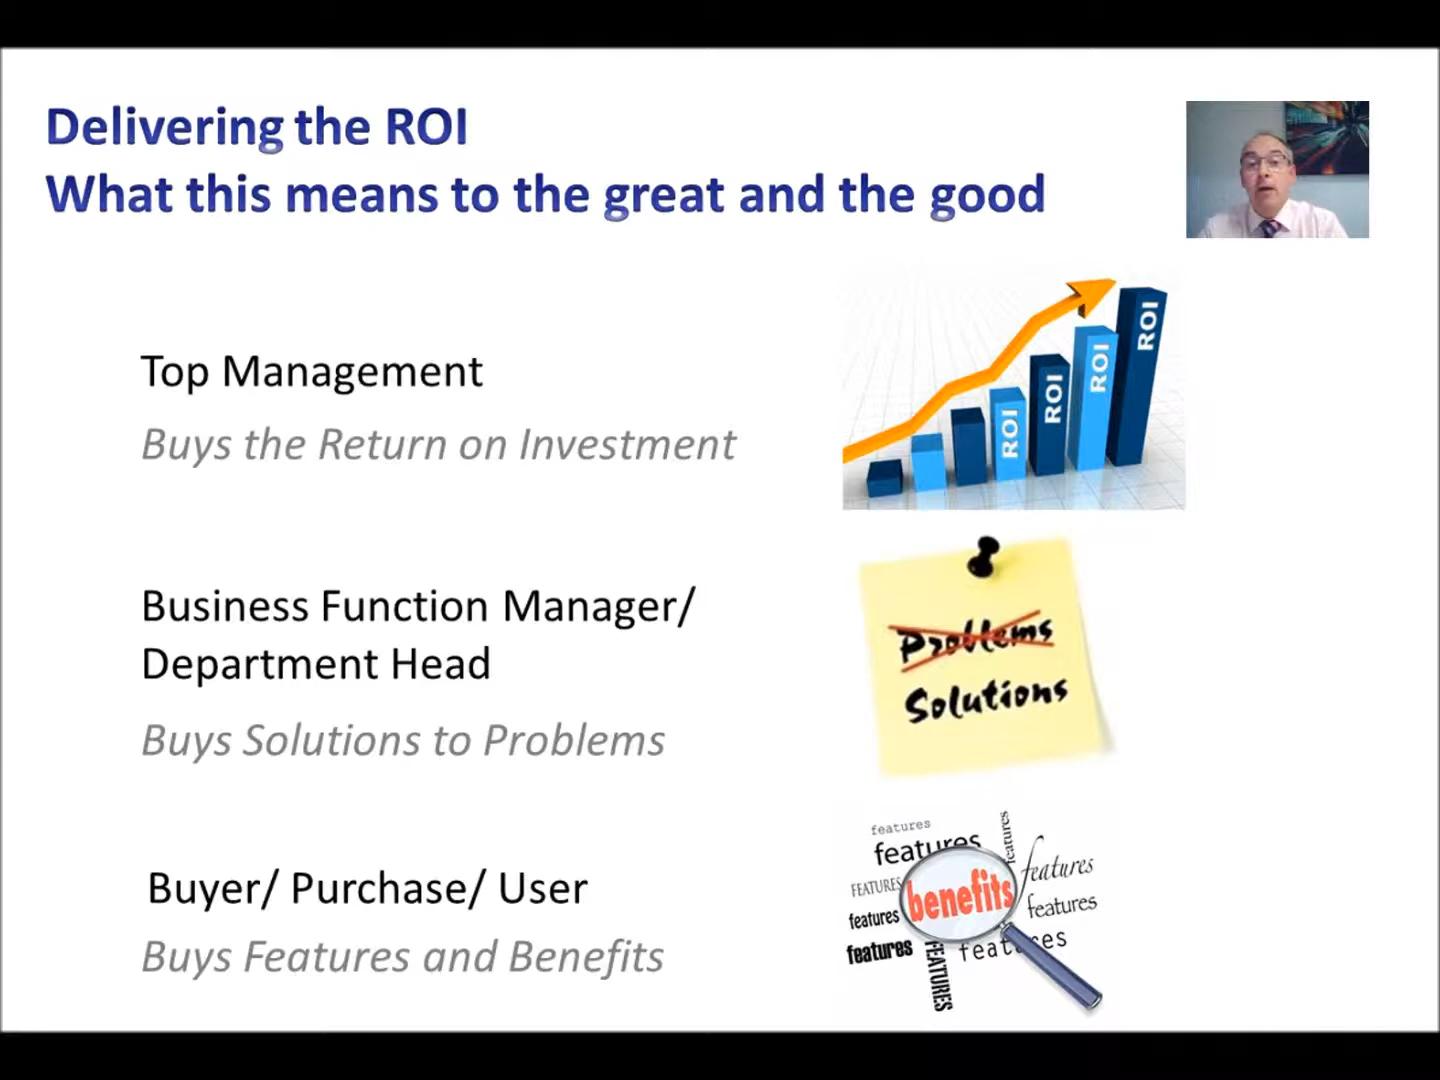 Delivering the ROI
What this means to the great and the good
Top Management
Buys the Return on Investment
ROI
ROI
ROI
ROI
Business Function Manager/
Department Head
Buys Solutions to Problems
Problems
Solutions
Buyer/ Purchase/ User
Buys Features and Benefits
features
features
features
features
FEATURES
benefits
features
features
features
features
FEATURES